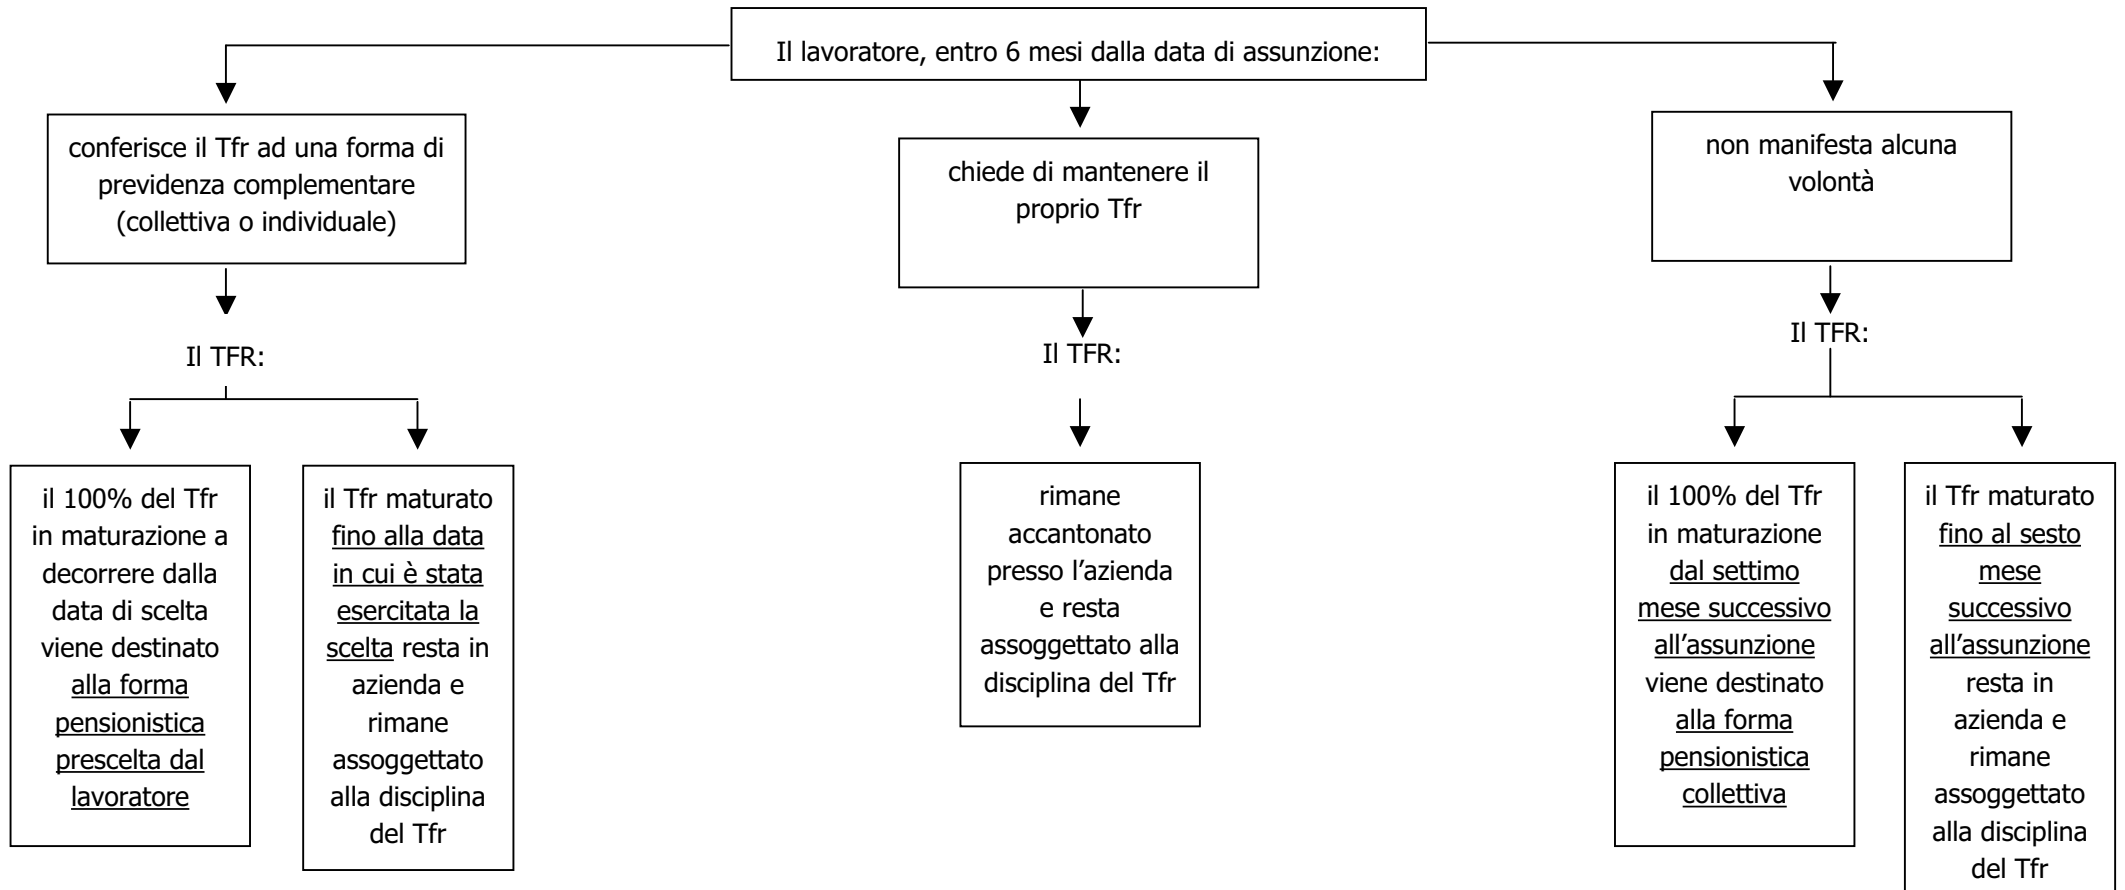 Il lavoratore, entro 6 mesi dalla data di assunzione:
conferisce il Tfr ad una forma di
previdenza complementare
(collettiva o individuale)
chiede di mantenere il
proprio Tfr
non manifesta alcuna
volontà
Il TFR:
Il TFR:
Il TFR:
il 100% del Tfr
in maturazione a
decorrere dalla
data di scelta
viene destinato
alla forma
pensionistica
prescelta dal
lavoratore
il Tfr maturato
fino alla data
in cui è stata
esercitata la
scelta resta in
azienda e
rimane
assoggettato
alla disciplina
del Tfr
rimane
accantonato
presso l’azienda
e resta
assoggettato alla
disciplina del Tfr
il 100% del Tfr
in maturazione
dal settimo
mese successivo
all’assunzione
viene destinato
alla forma
pensionistica
collettiva
il Tfr maturato
fino al sesto
mese
successivo
all’assunzione
resta in
azienda e
rimane
assoggettato
alla disciplina
del Tfr